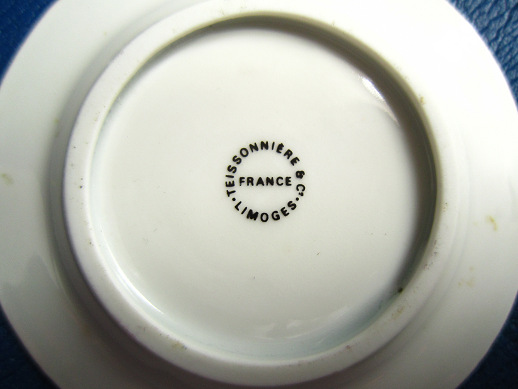 TEISSONNIÈRE & Cº
FRANCE
• LIMOGES •